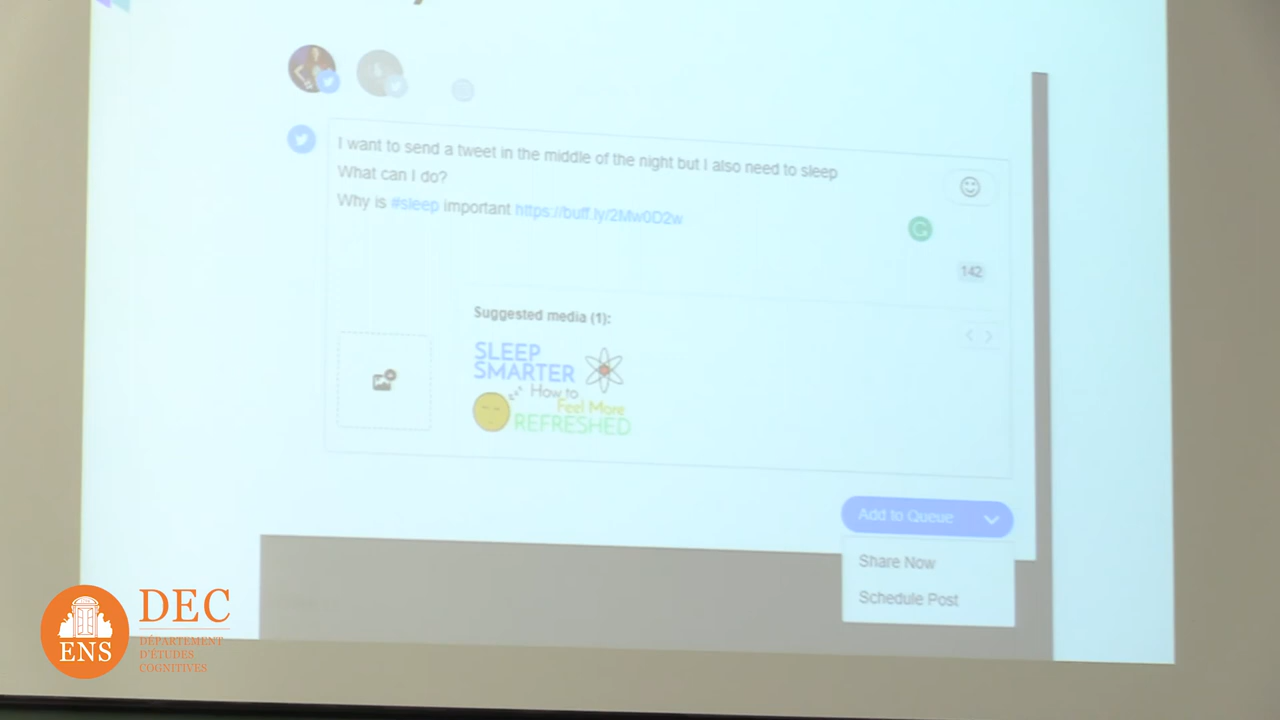 I want to send a tweet in the middle of the night but I also need to sleep
What can I do?
Why is #sleep important https://buff.ly/2Mw0D2w
142
Suggested media (1):
SLEEP
SMARTER
How to
Feel More
REFRESHED
Add to Queue
Share Now
Schedule Post
ENS
DEC
DÉPARTEMENT
D'ÉTUDES
COGNITIVES